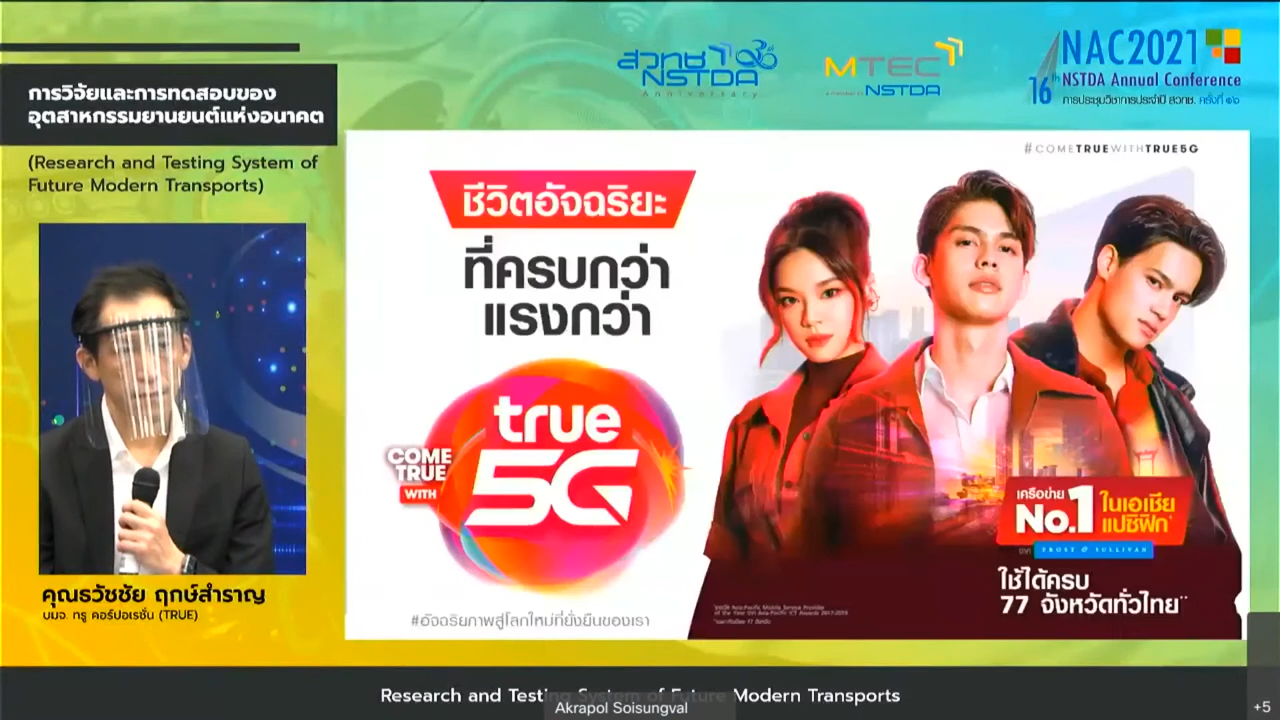 สวทช
NSTDA
Anniversary
MTEC
NSTDA
NAC2021
16th NSTDA Annual Conference
การประชุมวิชาการประจำปี สวทช. ครั้งที่ ๑๖
การวิจัยและการทดสอบของ
อุตสาหกรรมยานยนต์แห่งอนาคต
(Research and Testing System of
Future Modern Transports)
คุณธวัชชัย ฤกษ์สำราญ
บมจ. ทรู คอร์ปอเรชั่น (TRUE)
#COMETRUEWITHTRUE5G
ชีวิตอัจฉริยะ
ที่ครบกว่า
แรงกว่า
true
5G
COME
TRUE
WITH
#อัจฉริยภาพสู่โลกใหม่ที่ยั่งยืนของเรา
เครือข่าย
No.1
ในเอเชีย
แปซิฟิก*
จาก FROST & SULLIVAN
ใช้ได้ครบ
77 จังหวัดทั่วไทย**
Research and Testing System of Future Modern Transports
Akrapol Soisungval
+5